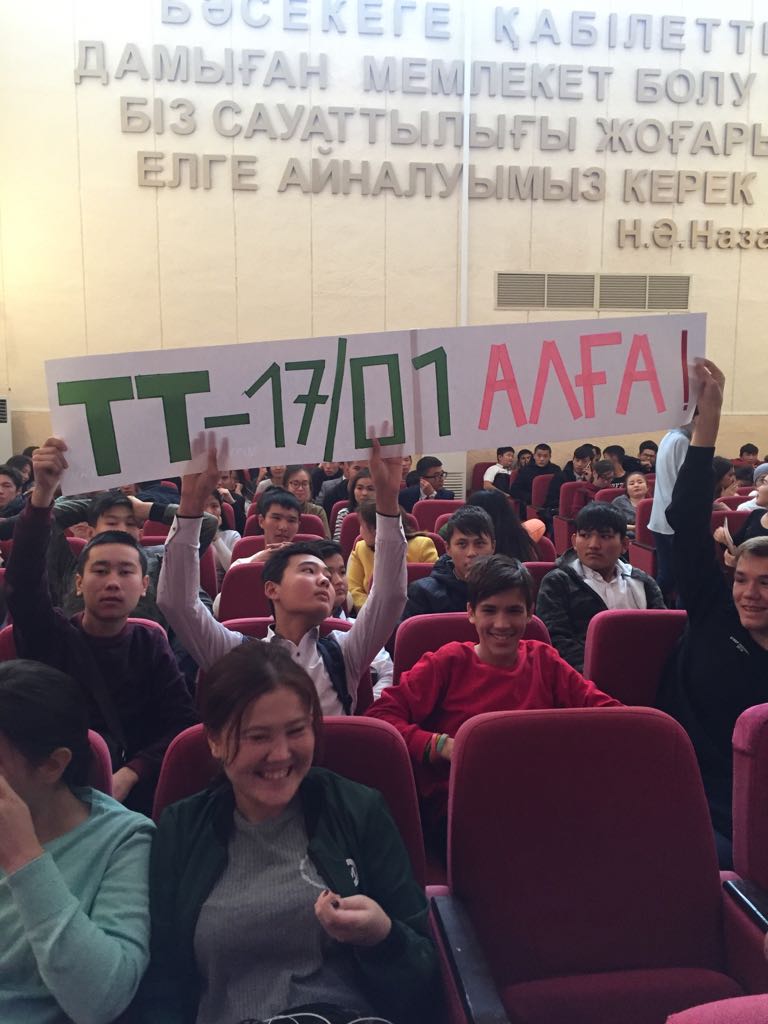 БӘСЕКЕГЕ ҚАБІЛЕТТІ
ДАМЫҒАН МЕМЛЕКЕТ БОЛУ
БІЗ САУАТТЫЛЫҒЫ ЖОҒАРЫ
ЕЛГЕ АЙНАЛУЫМЫЗ КЕРЕК
Н.Ә.Наза
ТТ-17/01 АЛҒА!